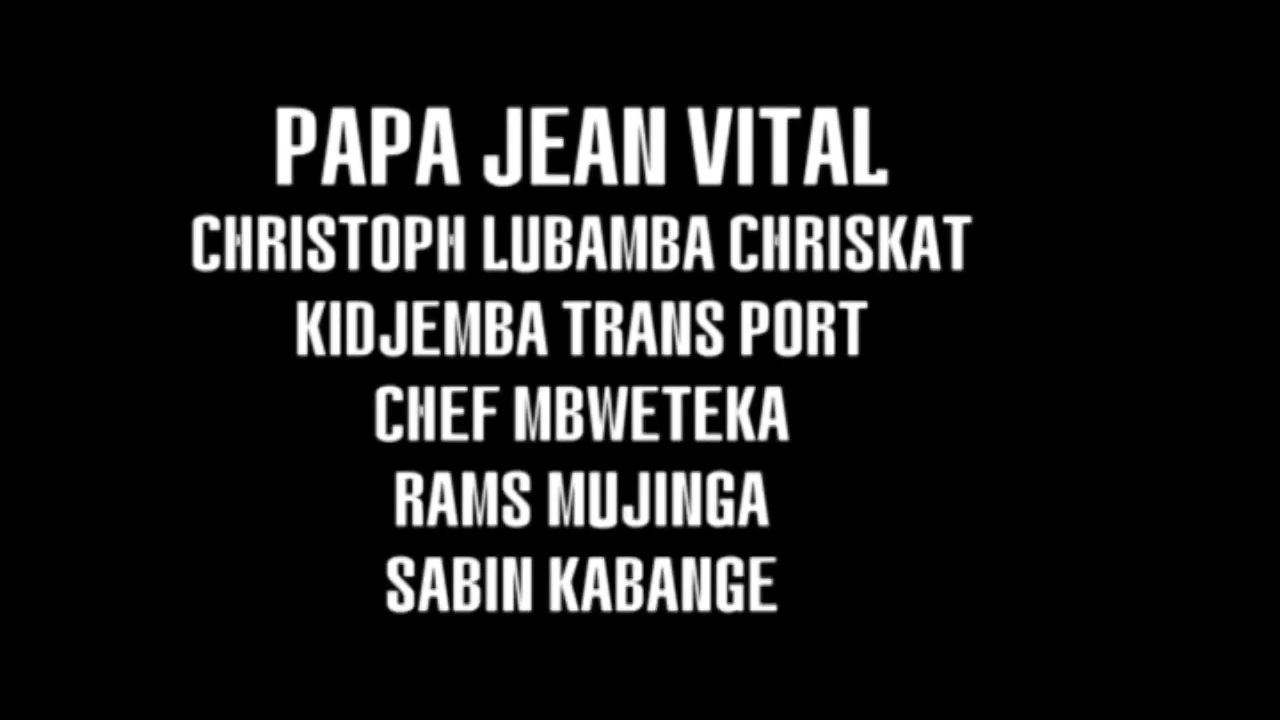 PAPA JEAN VITAL
CHRISTOPH LUBAMBA CHRISKAT
KIDJEMBA TRANS PORT
CHEF MBWETEKA
RAMS MUJINGA
SABIN KABANGE